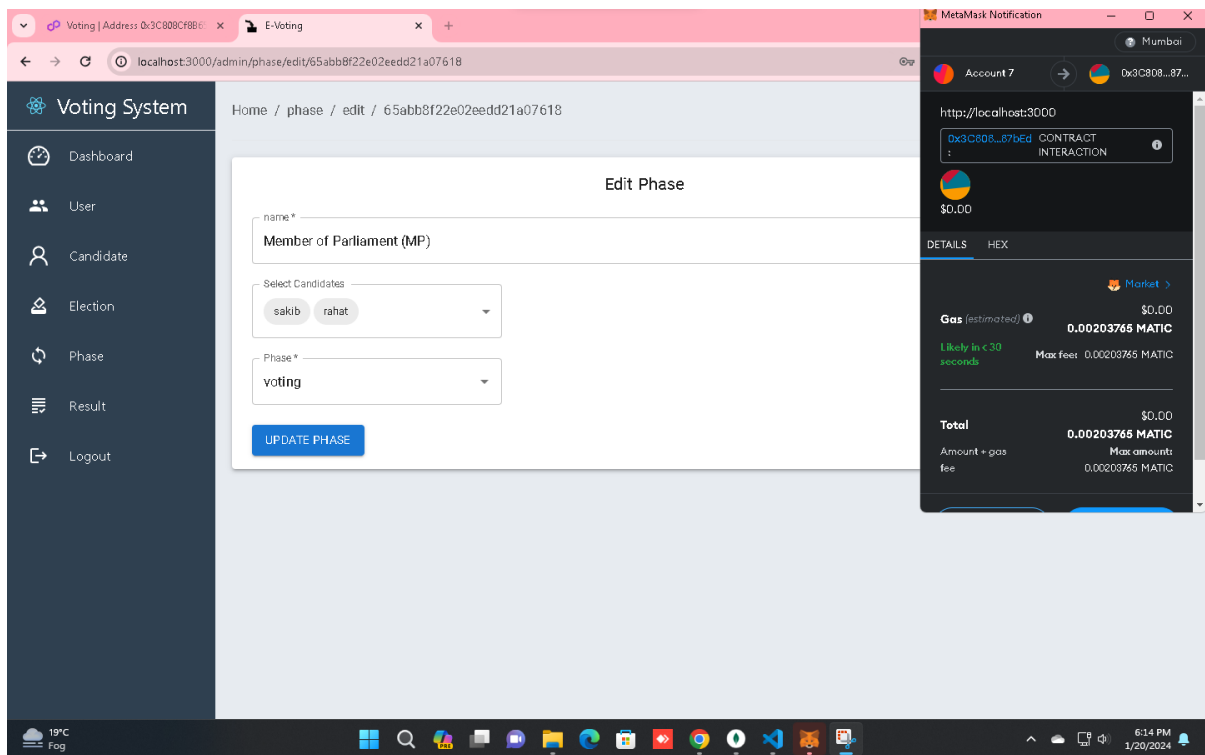 Voting | Address 0x3C808Cf8B6
E-Voting
localhost:3000/admin/phase/edit/65abb8f22e02eedd21a07618
Voting System
Dashboard
User
Candidate
Election
Phase
Result
Logout
Home / phase / edit / 65abb8f22e02eedd21a07618
Edit Phase
name *
Member of Parliament (MP)
Select Candidates
sakib rahat
Phase *
voting
UPDATE PHASE
MetaMask Notification
Mumbai
Account 7 0x3C808...87...
http://localhost:3000
0x3C808...87bEd CONTRACT
: INTERACTION
$0.00
DETAILS HEX
Market >
$0.00
Gas (estimated) 0.00203765 MATIC
Likely in < 30
seconds Max fee: 0.00203765 MATIC
$0.00
Total 0.00203765 MATIC
Amount + gas Max amount:
fee 0.00203765 MATIC
19°C
Fog
6:14 PM
1/20/2024